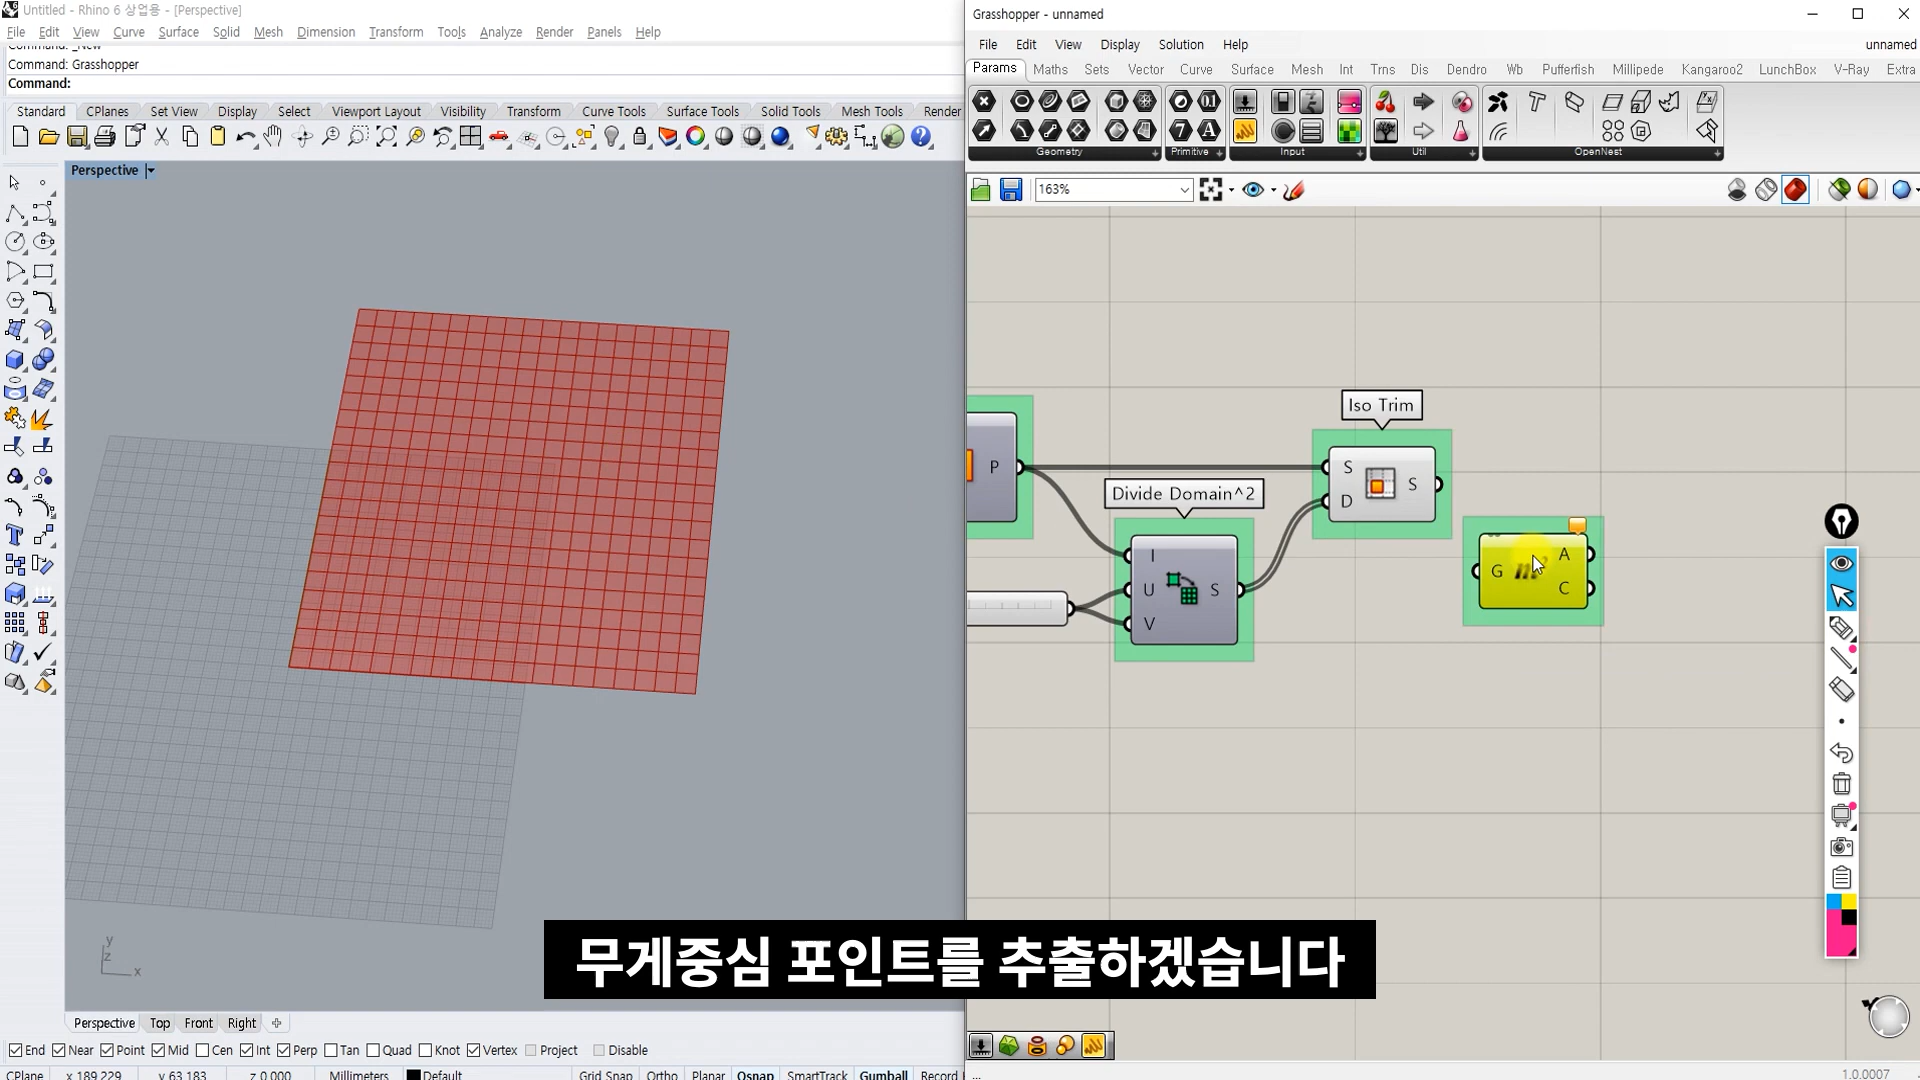 Untitled - Rhino 6 상업용 - [Perspective]
File Edit View Curve Surface Solid Mesh Dimension Transform Tools Analyze Render Panels Help
Command: _New
Command: Grasshopper
Command:
Standard CPlanes Set View Display Select Viewport Layout Visibility Transform Curve Tools Surface Tools Solid Tools Mesh Tools Render
Perspective
y
z
x
Perspective Top Front Right
End Near Point Mid Cen Int Perp Tan Quad Knot Vertex Project Disable
CPlane x 189.229 y 63.183 z 0.000 Millimeters Default Grid Snap Ortho Planar Osnap SmartTrack Gumball Record
Grasshopper - unnamed
File Edit View Display Solution Help unnamed
Params Maths Sets Vector Curve Surface Mesh Int Trns Dis Dendro Wb Pufferfish Millipede Kangaroo2 LunchBox V-Ray Extra
Geometry Primitive Input Util OpenNest
163%
Iso Trim
P
S
D
S
Divide Domain^2
I
U
V
S
G
A
C
무게중심 포인트를 추출하겠습니다
...
1.0.0007